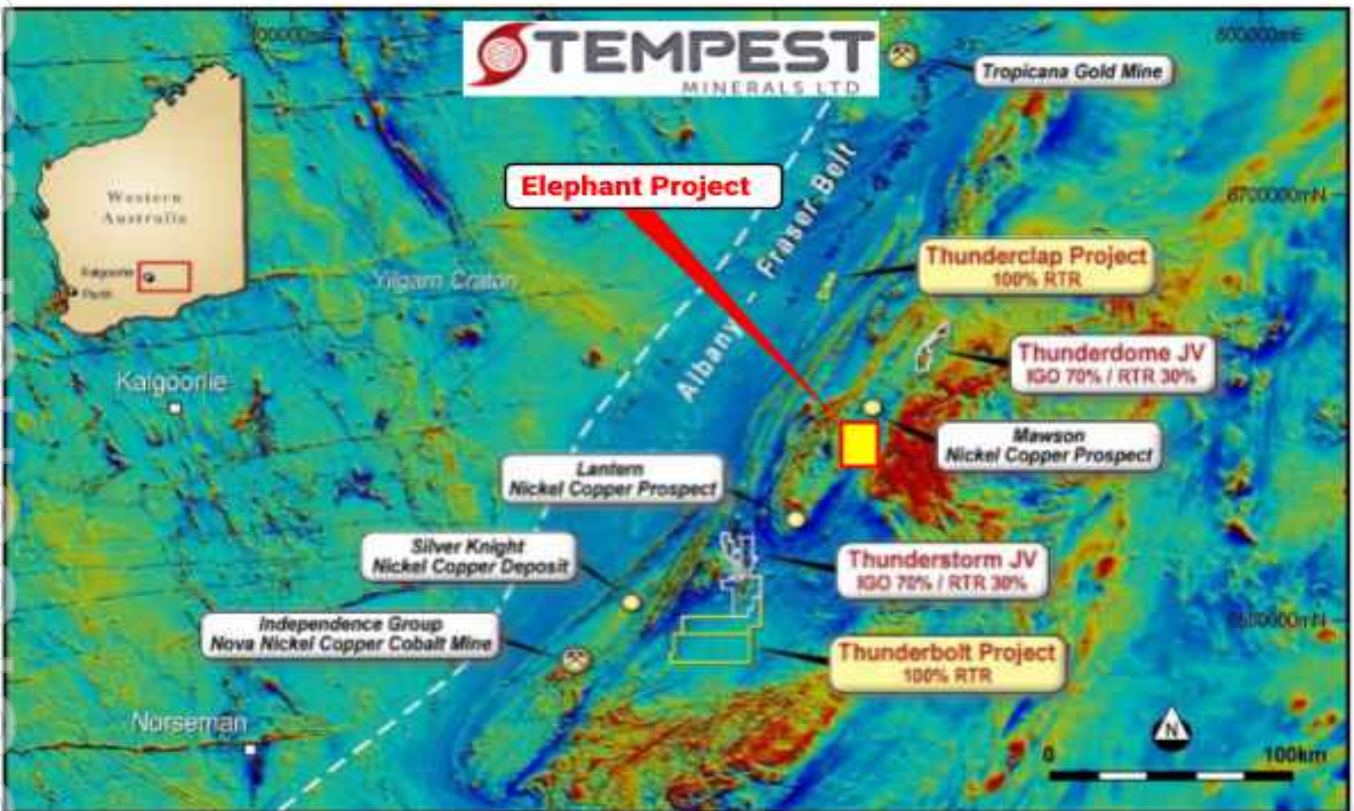 TEMPEST
MINERALS LTD
800000mE
Tropicana Gold Mine
Elephant Project
6700000mN
Western
Australia
Kalgoorlie
Perth
Albany - Fraser Belt
Thunderclap Project
100% RTR
Yilgarn Craton
Thunderdome JV
IGO 70% / RTR 30%
Kalgoorlie
Mawson
Nickel Copper Prospect
Lantern
Nickel Copper Prospect
Silver Knight
Nickel Copper Deposit
Thunderstorm JV
IGO 70% / RTR 30%
Independence Group
Nova Nickel Copper Cobalt Mine
Thunderbolt Project
100% RTR
Norseman
N
0
100km